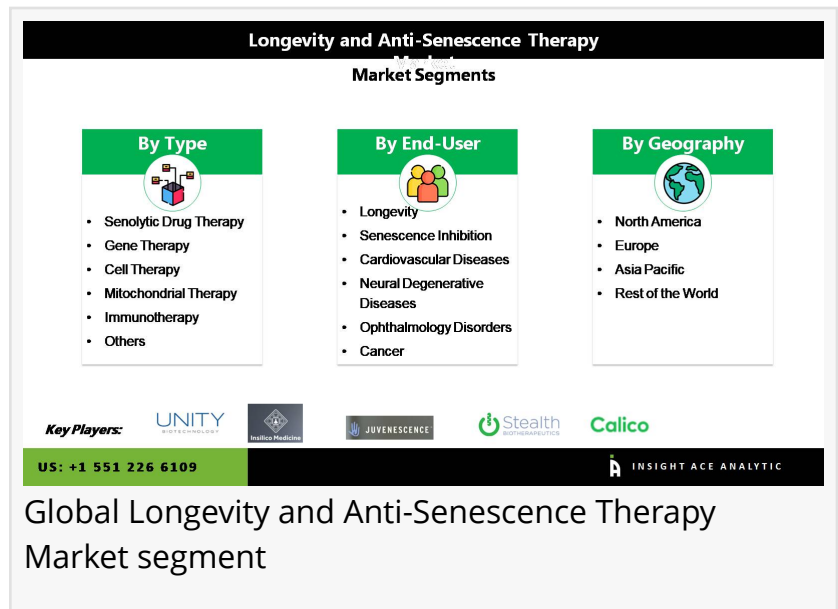 Longevity and Anti-Senescence Therapy
Market
Market Segments
By Type
Senolytic Drug Therapy
Gene Therapy
Cell Therapy
Mitochondrial Therapy
Immunotherapy
Others
By End-User
Longevity
Senescence Inhibition
Cardiovascular Diseases
Neural Degenerative
Diseases
Ophthalmology Disorders
Cancer
By Geography
North America
Europe
Asia Pacific
Rest of the World
Key Players:
UNITY
BIOTECHNOLOGY
Insilico Medicine
JUVENESCENCE
Stealth
BIOTHERAPEUTICS
Calico
US: +1 551 226 6109
INSIGHT ACE ANALYTIC
Global Longevity and Anti-Senescence Therapy
Market segment